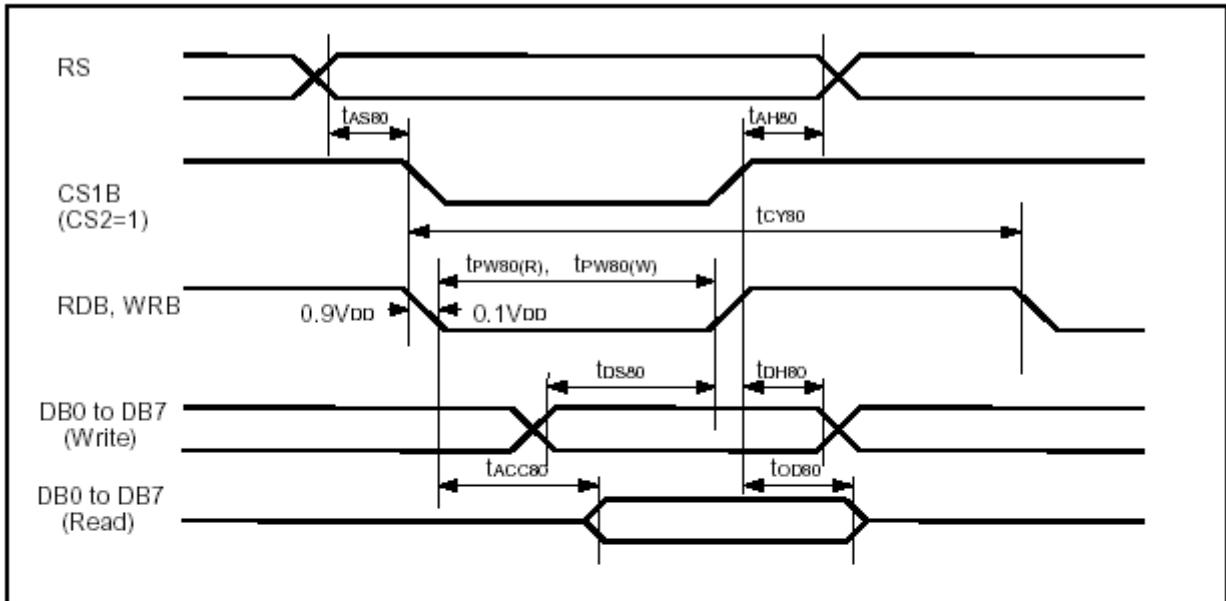 RS
tAS80 tAH80
CS1B
(CS2=1)
tCY80
tPW80(R), tPW80(W)
RDB, WRB
0.9VDD 0.1VDD
tDS80 tDH80
DB0 to DB7
(Write)
tACC80 tOD80
DB0 to DB7
(Read)